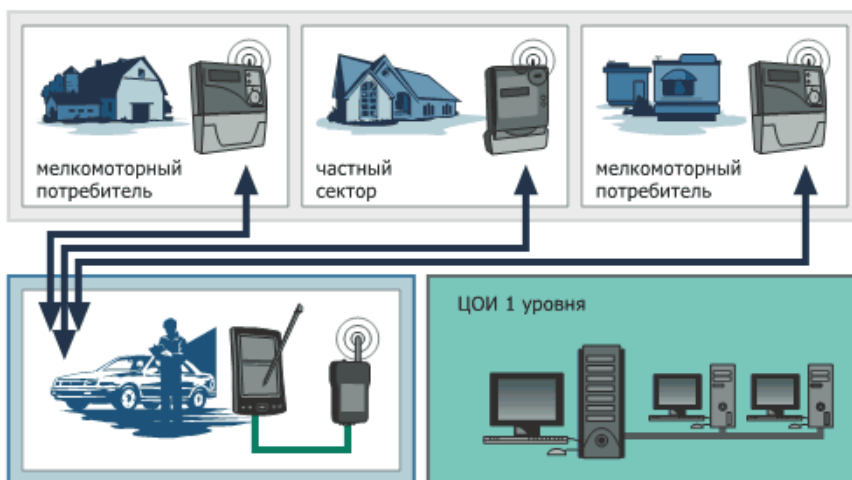 мелкомоторный
потребитель
частный
сектор
мелкомоторный
потребитель
ЦОИ 1 уровня